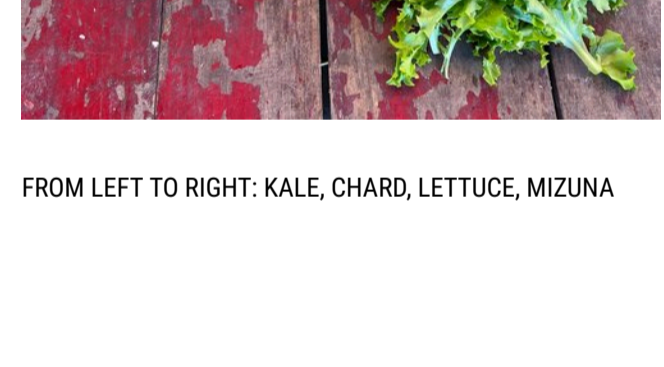 FROM LEFT TO RIGHT: KALE, CHARD, LETTUCE, MIZUNA